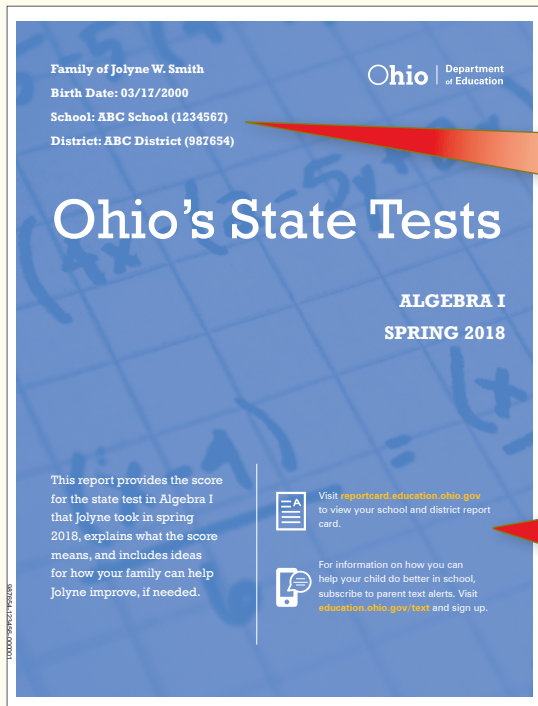 Family of Jolyne W. Smith
Birth Date: 03/17/2000
School: ABC School (1234567)
District: ABC District (987654)
Ohio
Department
of Education
Ohio's State Tests
ALGEBRA I
SPRING 2018
This report provides the score
for the state test in Algebra I
that Jolyne took in spring
2018, explains what the score
means, and includes ideas
for how your family can help
Jolyne improve, if needed.
A
Visit reportcard.education.ohio.gov
to view your school and district report
card.
For information on how you can
help your child do better in school,
subscribe to parent text alerts. Visit
education.ohio.gov/text and sign up.
987654-123456-000001